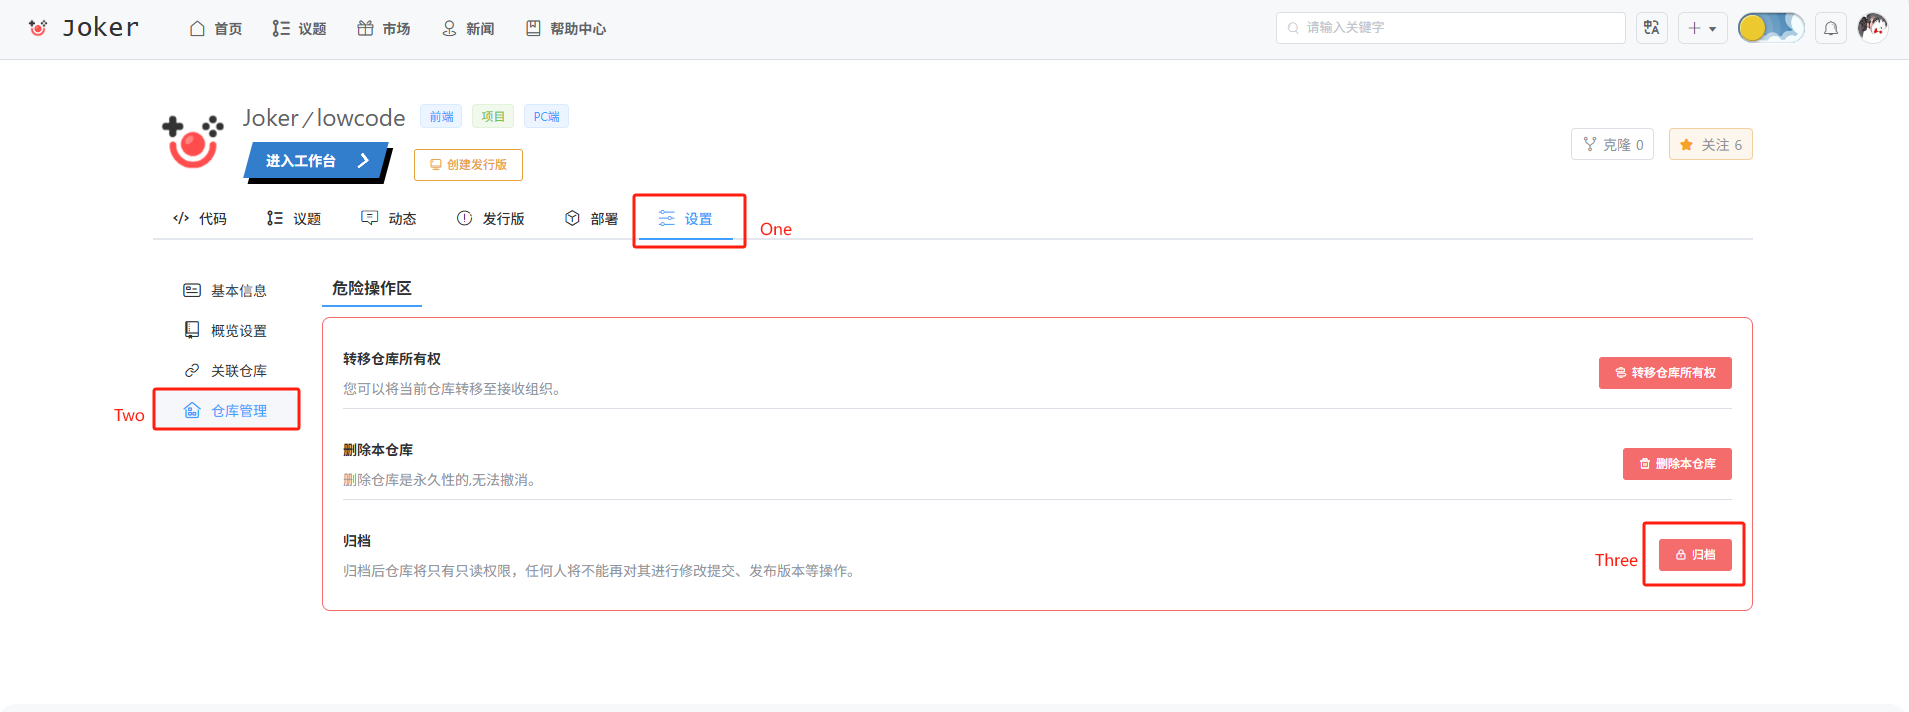 Joker 首页 议题 市场 新闻 帮助中心 请输入关键字
Joker / lowcode 前端 项目 PC端
进入工作台 创建发行版 克隆 0 关注 6
代码 议题 动态 发行版 部署 设置 One
基本信息
概览设置
关联仓库
Two 仓库管理
危险操作区
转移仓库所有权
您可以将当前仓库转移至接收组织。
转移仓库所有权
删除本仓库
删除仓库是永久性的,无法撤消。
删除本仓库
归档
归档后仓库将只有只读权限，任何人将不能再对其进行修改提交、发布版本等操作。
Three 归档